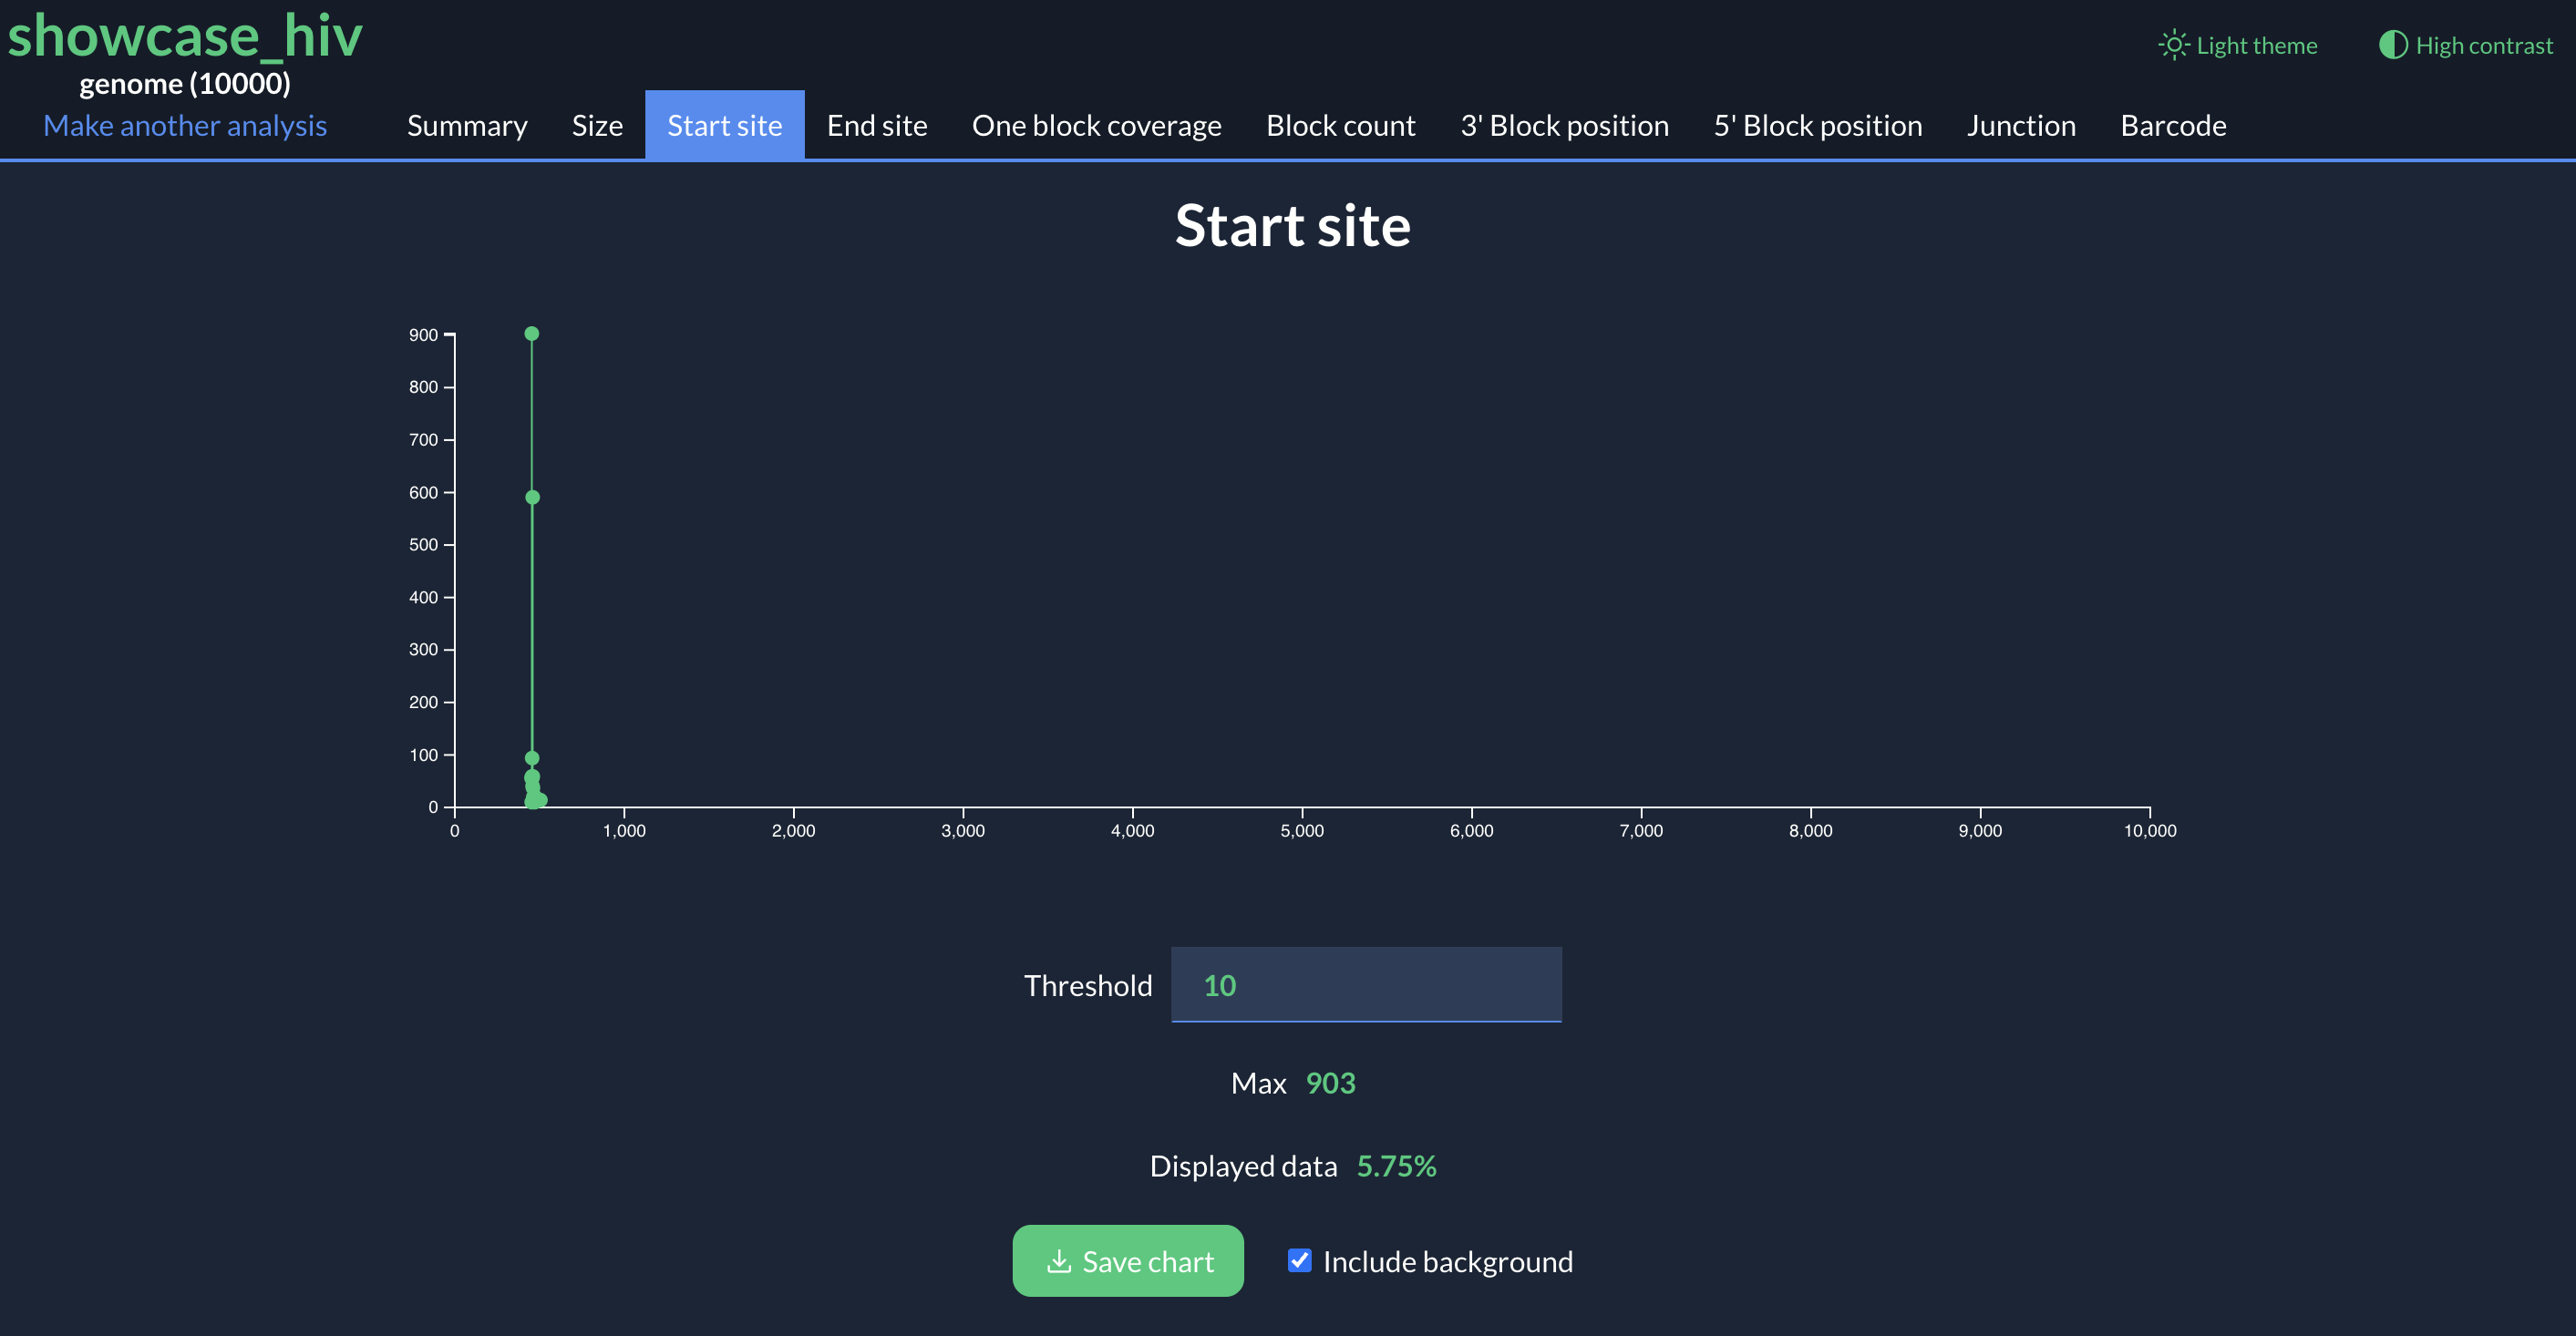 showcase_hiv
genome (10000)
Make another analysis
Light theme
High contrast
Summary
Size
Start site
End site
One block coverage
Block count
3' Block position
5' Block position
Junction
Barcode
Start site
900
800
700
600
500
400
300
200
100
0
0
1,000
2,000
3,000
4,000
5,000
6,000
7,000
8,000
9,000
10,000
Threshold 10
Max 903
Displayed data 5.75%
Save chart
Include background